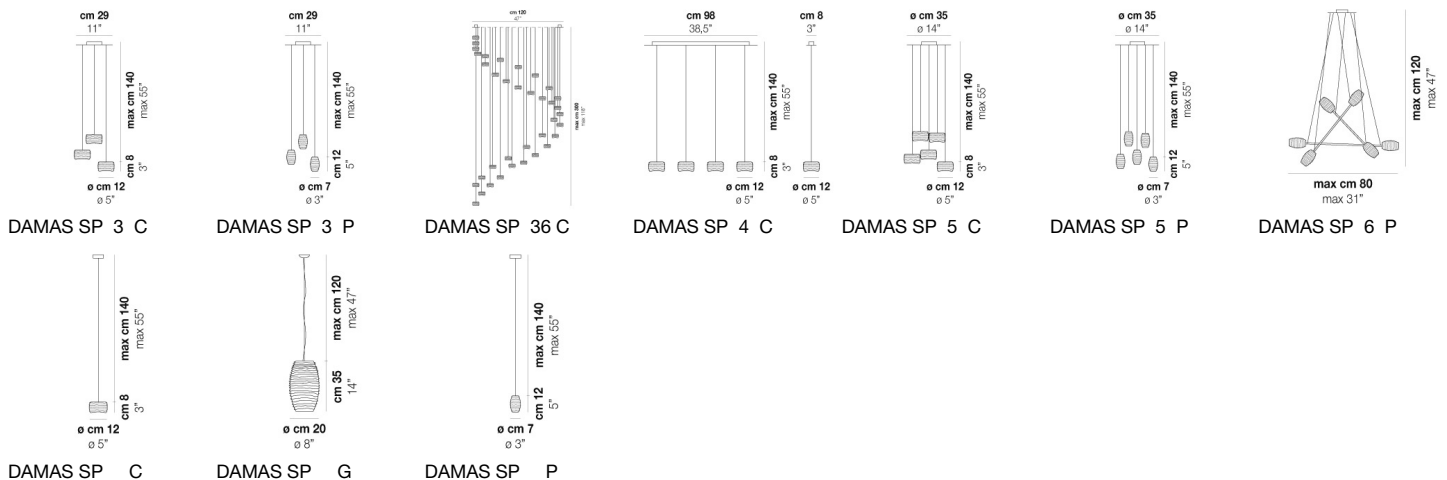 cm 29
11"
max cm 140
max 55"
cm 8
3"
ø cm 12
ø 5"
DAMAS SP 3 C
cm 29
11"
max cm 140
max 55"
cm 12
5"
ø cm 7
ø 3"
DAMAS SP 3 P
cm 120
47"
DAMAS SP 36 C
cm 98
38,5"
max cm 140
max 55"
cm 8
3"
ø cm 12
ø 5"
cm 8
3"
ø cm 12
ø 5"
DAMAS SP 4 C
ø cm 35
ø 14"
max cm 140
max 55"
cm 8
3"
ø cm 12
ø 5"
DAMAS SP 5 C
ø cm 35
ø 14"
max cm 140
max 55"
cm 12
5"
ø cm 7
ø 3"
DAMAS SP 5 P
max cm 120
max 47"
max cm 80
max 31"
DAMAS SP 6 P
max cm 140
max 55"
cm 8
3"
ø cm 12
ø 5"
DAMAS SP C
max cm 120
max 47"
cm 35
14"
ø cm 20
ø 8"
DAMAS SP G
max cm 140
max 55"
cm 12
5"
ø cm 7
ø 3"
DAMAS SP P